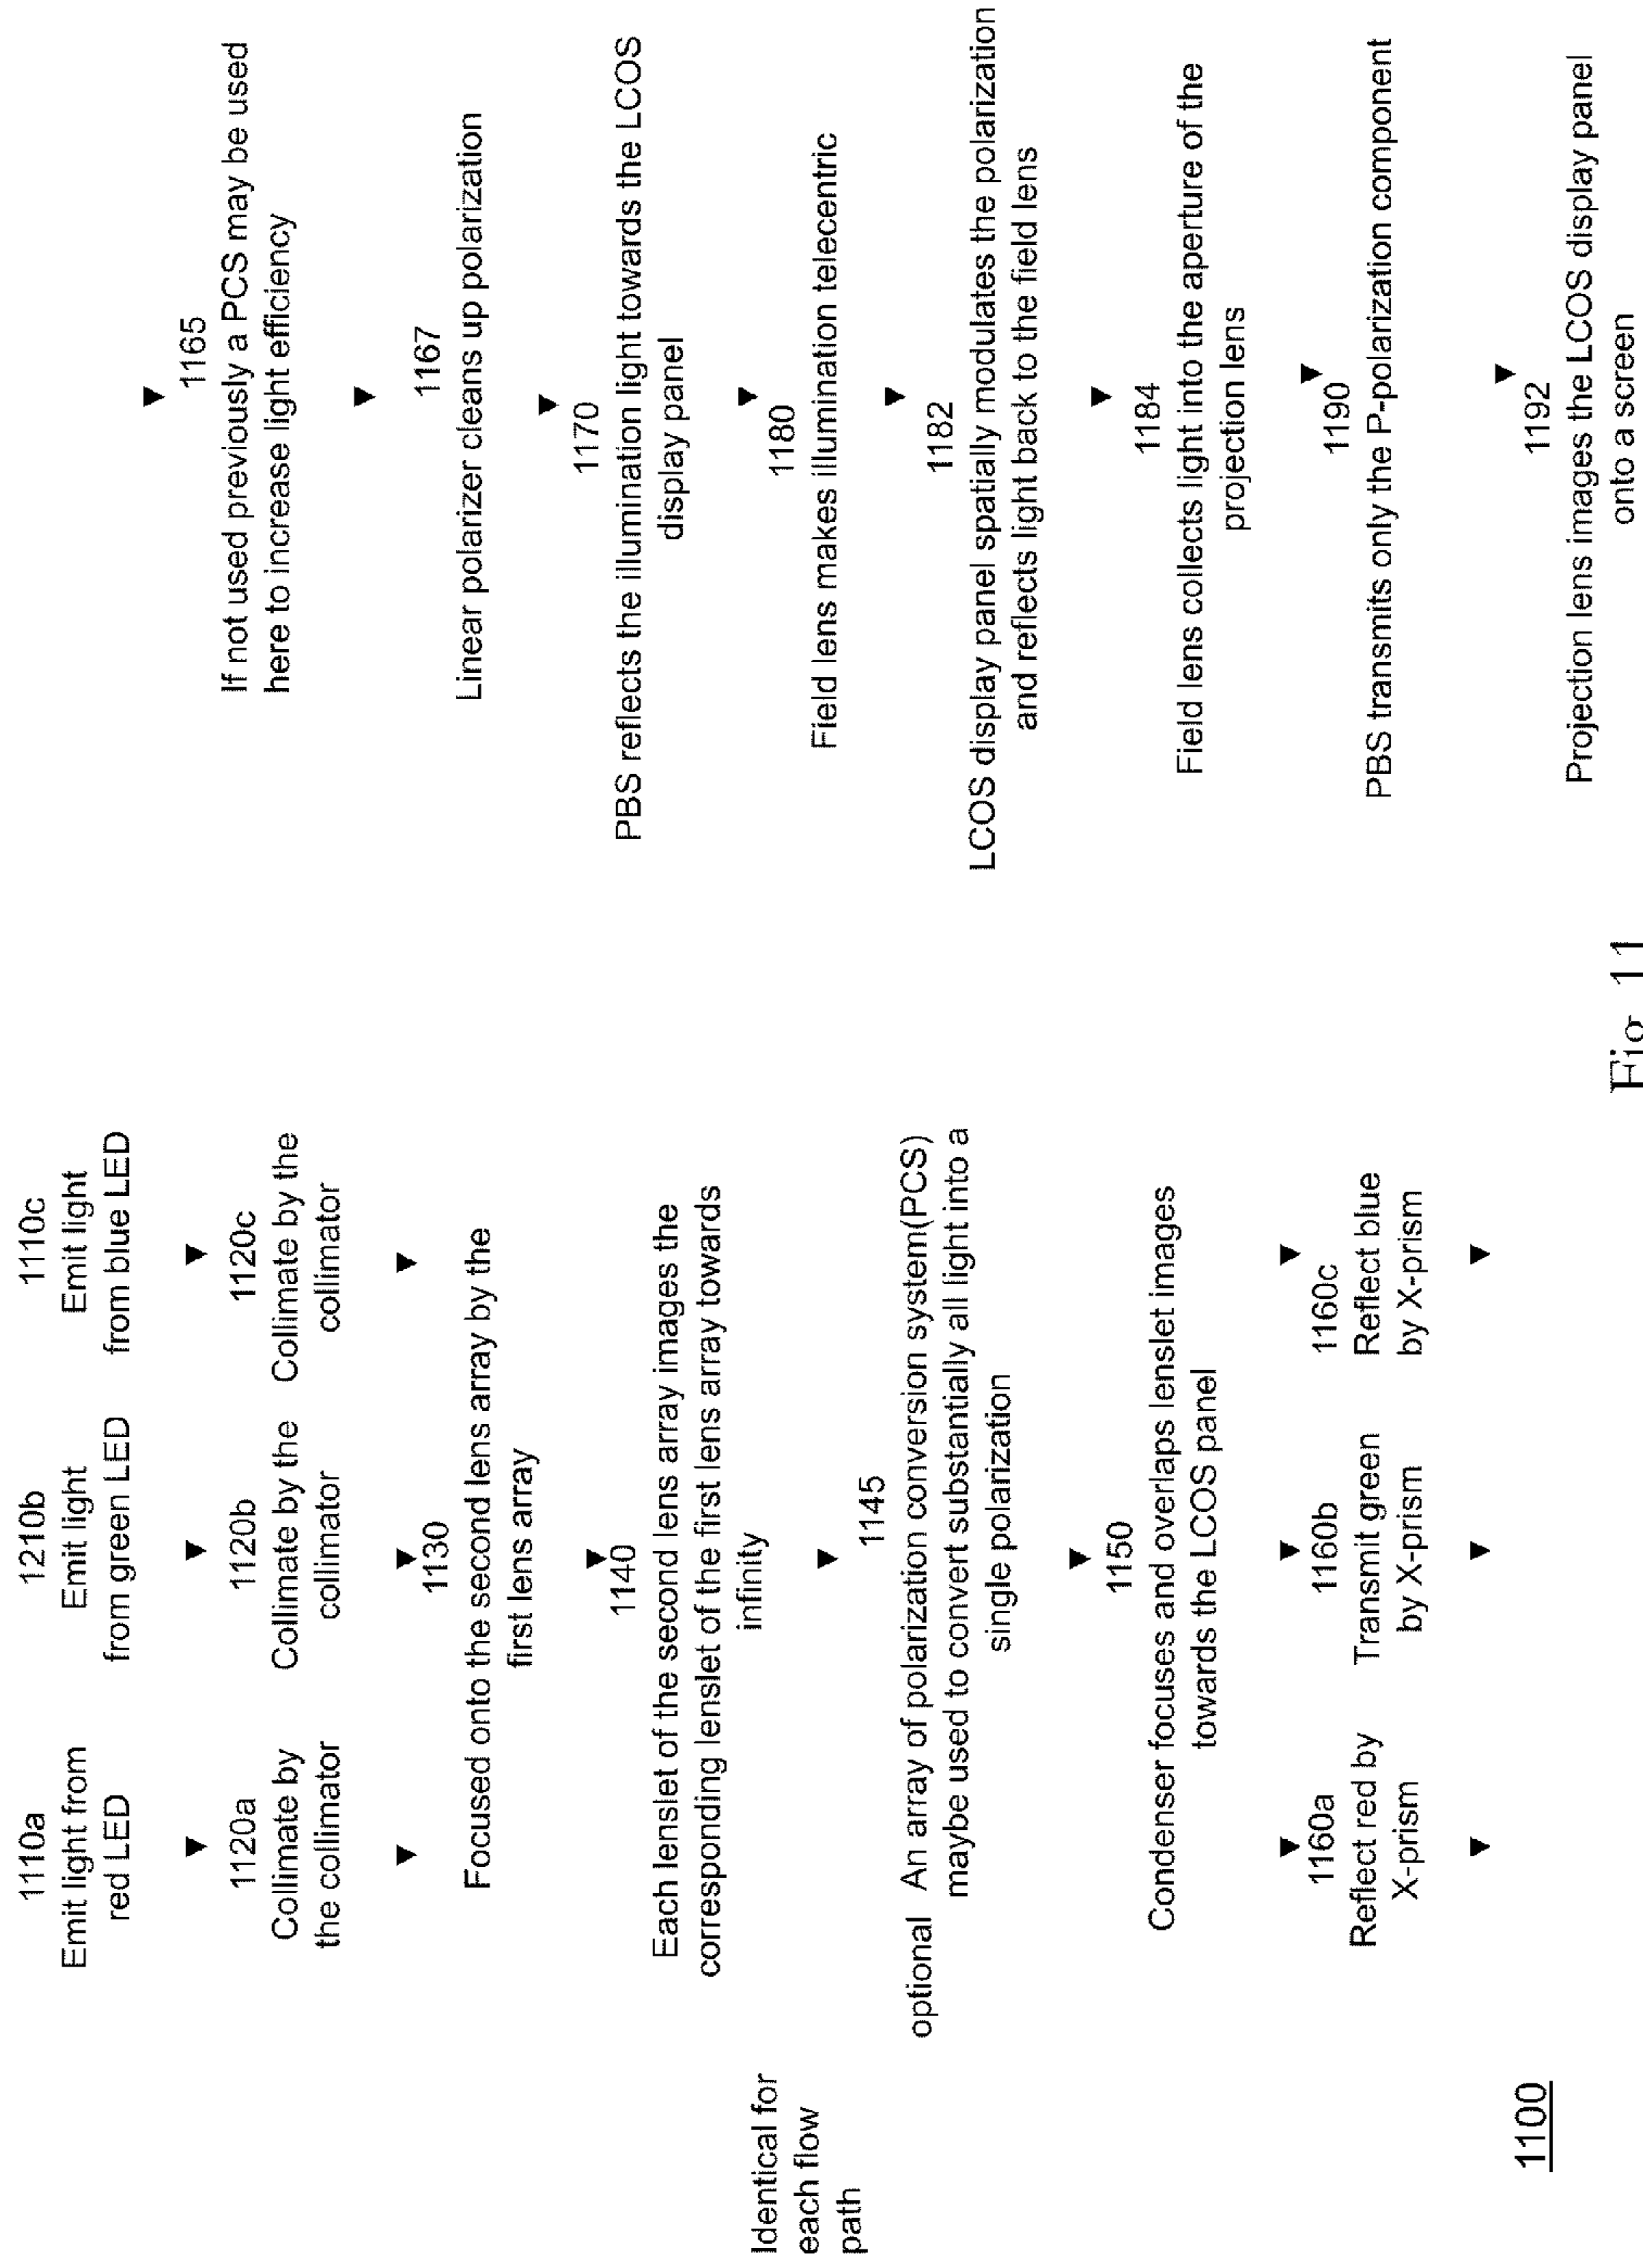 1110a
Emit light from
red LED
1210b
Emit light
from green LED
1110c
Emit light
from blue LED
1120a
Collimate by
the collimator
1120b
Collimate by the
collimator
1120c
Collimate by the
collimator
1130
Focused onto the second lens array by the
first lens array
1140
Each lenslet of the second lens array images the
corresponding lenslet of the first lens array towards
infinity
Identical for
each flow
path
1145
optional An array of polarization conversion system(PCS)
maybe used to convert substantially all light into a
single polarization
1150
Condenser focuses and overlaps lenslet images
towards the LCOS panel
1160a
Reflect red by
X-prism
1160b
Transmit green
by X-prism
1160c
Reflect blue
by X-prism
1100
1165
If not used previously a PCS may be used
here to increase light efficiency
1167
Linear polarizer cleans up polarization
1170
PBS reflects the illumination light towards the LCOS
display panel
1180
Field lens makes illumination telecentric
1182
LCOS display panel spatially modulates the polarization
and reflects light back to the field lens
1184
Field lens collects light into the aperture of the
projection lens
1190
PBS transmits only the P-polarization component
1192
Projection lens images the LCOS display panel
onto a screen
Fig. 11